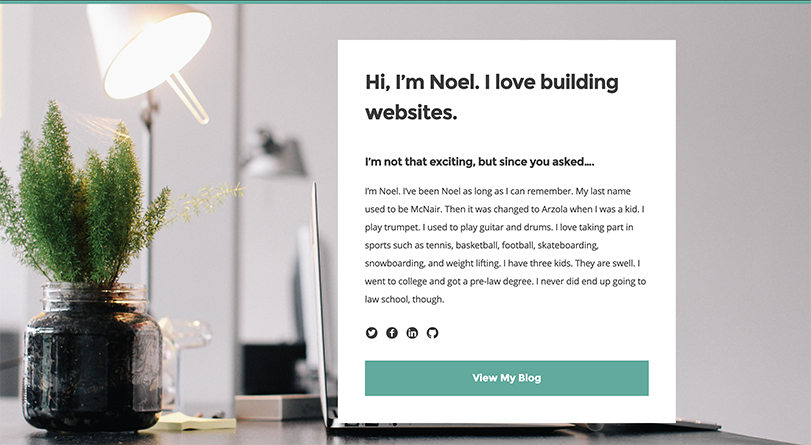 Hi, I’m Noel. I love building
websites.
I’m not that exciting, but since you asked....
I’m Noel. I’ve been Noel as long as I can remember. My last name
used to be McNair. Then it was changed to Arzola when I was a kid. I
play trumpet. I used to play guitar and drums. I love taking part in
sports such as tennis, basketball, football, skateboarding,
snowboarding, and weight lifting. I have three kids. They are swell. I
went to college and got a pre-law degree. I never did end up going to
law school, though.
View My Blog